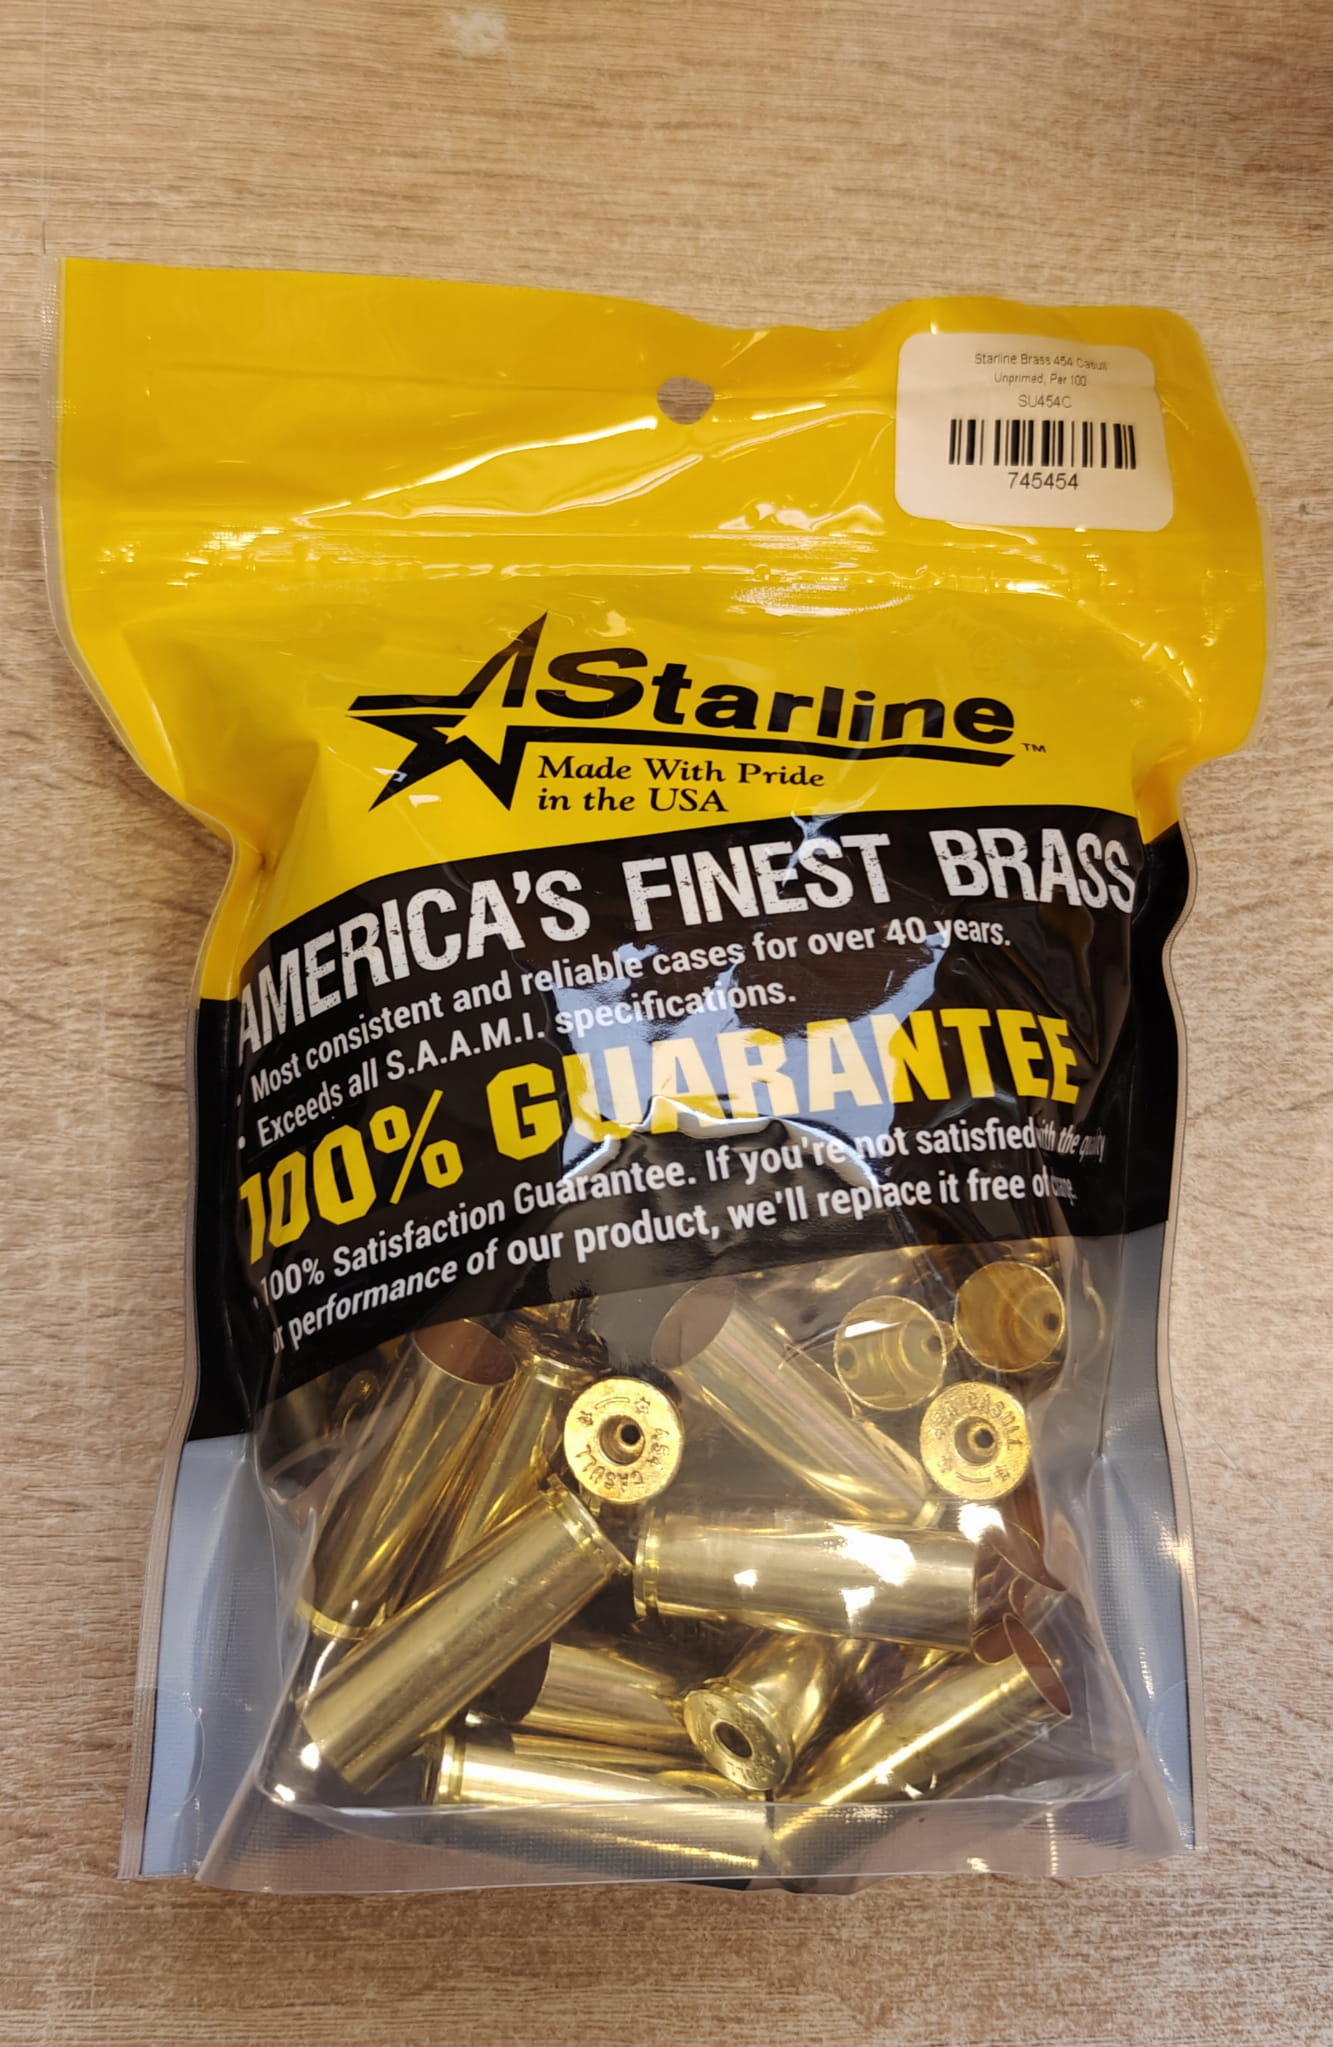 Starline Brass 454 Casull
Unprimed, Per 100
SU454C
745454
Starline™
Made With Pride
in the USA
AMERICA'S FINEST BRASS
• Most consistent and reliable cases for over 40 years.
• Exceeds all S.A.A.M.I. specifications.
100% GUARANTEE
100% Satisfaction Guarantee. If you're not satisfied with the quality
or performance of our product, we'll replace it free of charge.
454 CASULL
454 CASULL